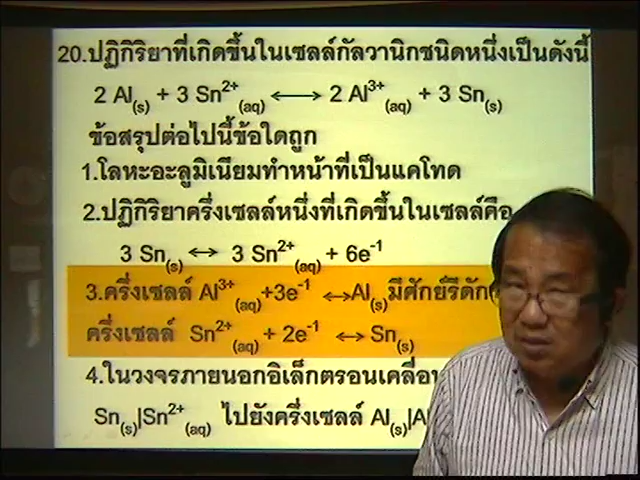 20.ปฏิกิริยาที่เกิดขึ้นในเซลล์กัลวานิกชนิดหนึ่งเป็นดังนี้
2 Al(s) + 3 Sn2+(aq) ⟷ 2 Al3+(aq) + 3 Sn(s)
ข้อสรุปต่อไปนี้ข้อใดถูก
1.โลหะอะลูมิเนียมทำหน้าที่เป็นแคโทด
2.ปฏิกิริยาครึ่งเซลล์หนึ่งที่เกิดขึ้นในเซลล์คือ
3 Sn(s) ↔ 3 Sn2+(aq) + 6e-1
3.ครึ่งเซลล์ Al3+(aq)+3e-1 ↔Al(s)มีศักย์รีดัก
ครึ่งเซลล์ Sn2+(aq) + 2e-1 ↔ Sn(s)
4.ในวงจรภายนอกอิเล็กตรอนเคลื่อน
Sn(s)|Sn2+(aq) ไปยังครึ่งเซลล์ Al(s)|Al